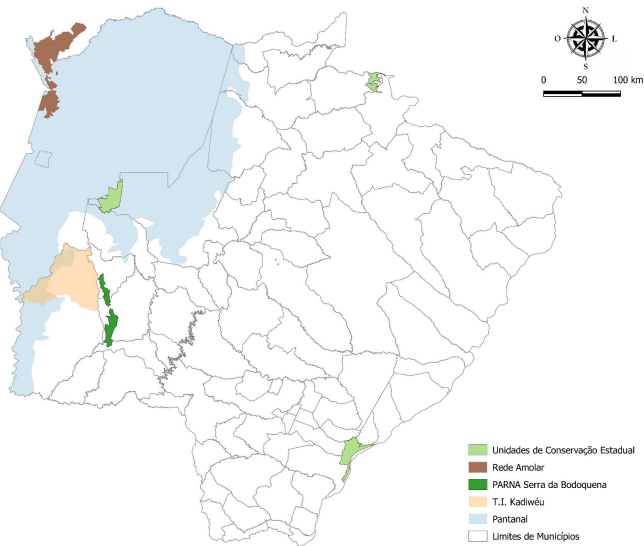 N
O
L
S
0 50 100 km
Unidades de Conservação Estadual
Rede Amolar
PARNA Serra da Bodoquena
T.I. Kadiwéu
Pantanal
Limites de Municípios